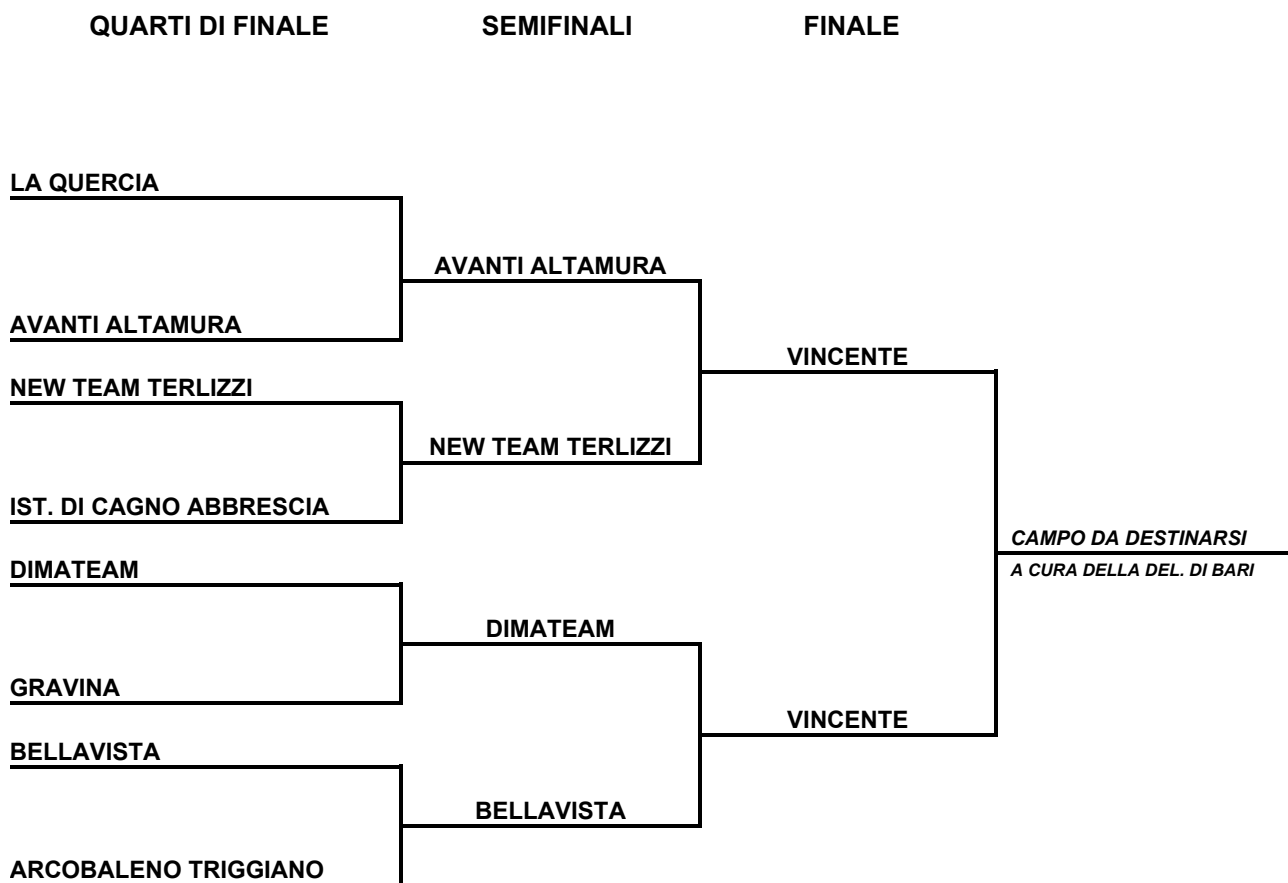 QUARTI DI FINALE SEMIFINALI FINALE
LA QUERCIA
AVANTI ALTAMURA
AVANTI ALTAMURA
VINCENTE
NEW TEAM TERLIZZI
NEW TEAM TERLIZZI
IST. DI CAGNO ABBRESCIA
CAMPO DA DESTINARSI
DIMATEAM
A CURA DELLA DEL. DI BARI
DIMATEAM
GRAVINA
VINCENTE
BELLAVISTA
BELLAVISTA
ARCOBALENO TRIGGIANO